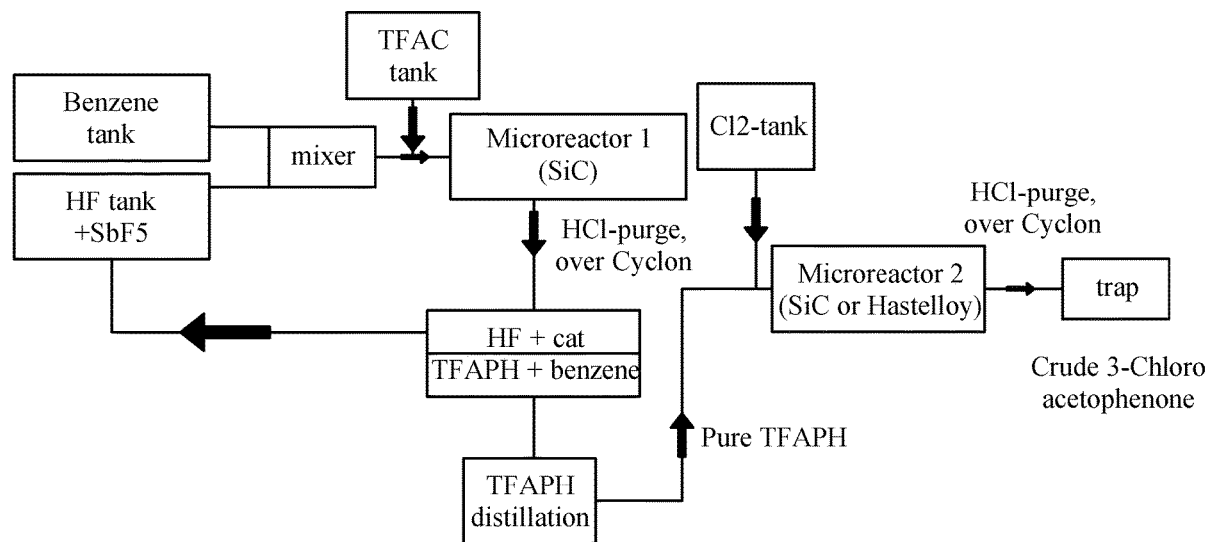 TFAC
tank
Benzene
tank
mixer
HF tank
+SbF5
Microreactor 1
(SiC)
Cl2-tank
HCl-purge,
over Cyclon
HCl-purge,
over Cyclon
Microreactor 2
(SiC or Hastelloy)
trap
HF + cat
TFAPH + benzene
Crude 3-Chloro
acetophenone
Pure TFAPH
TFAPH
distillation